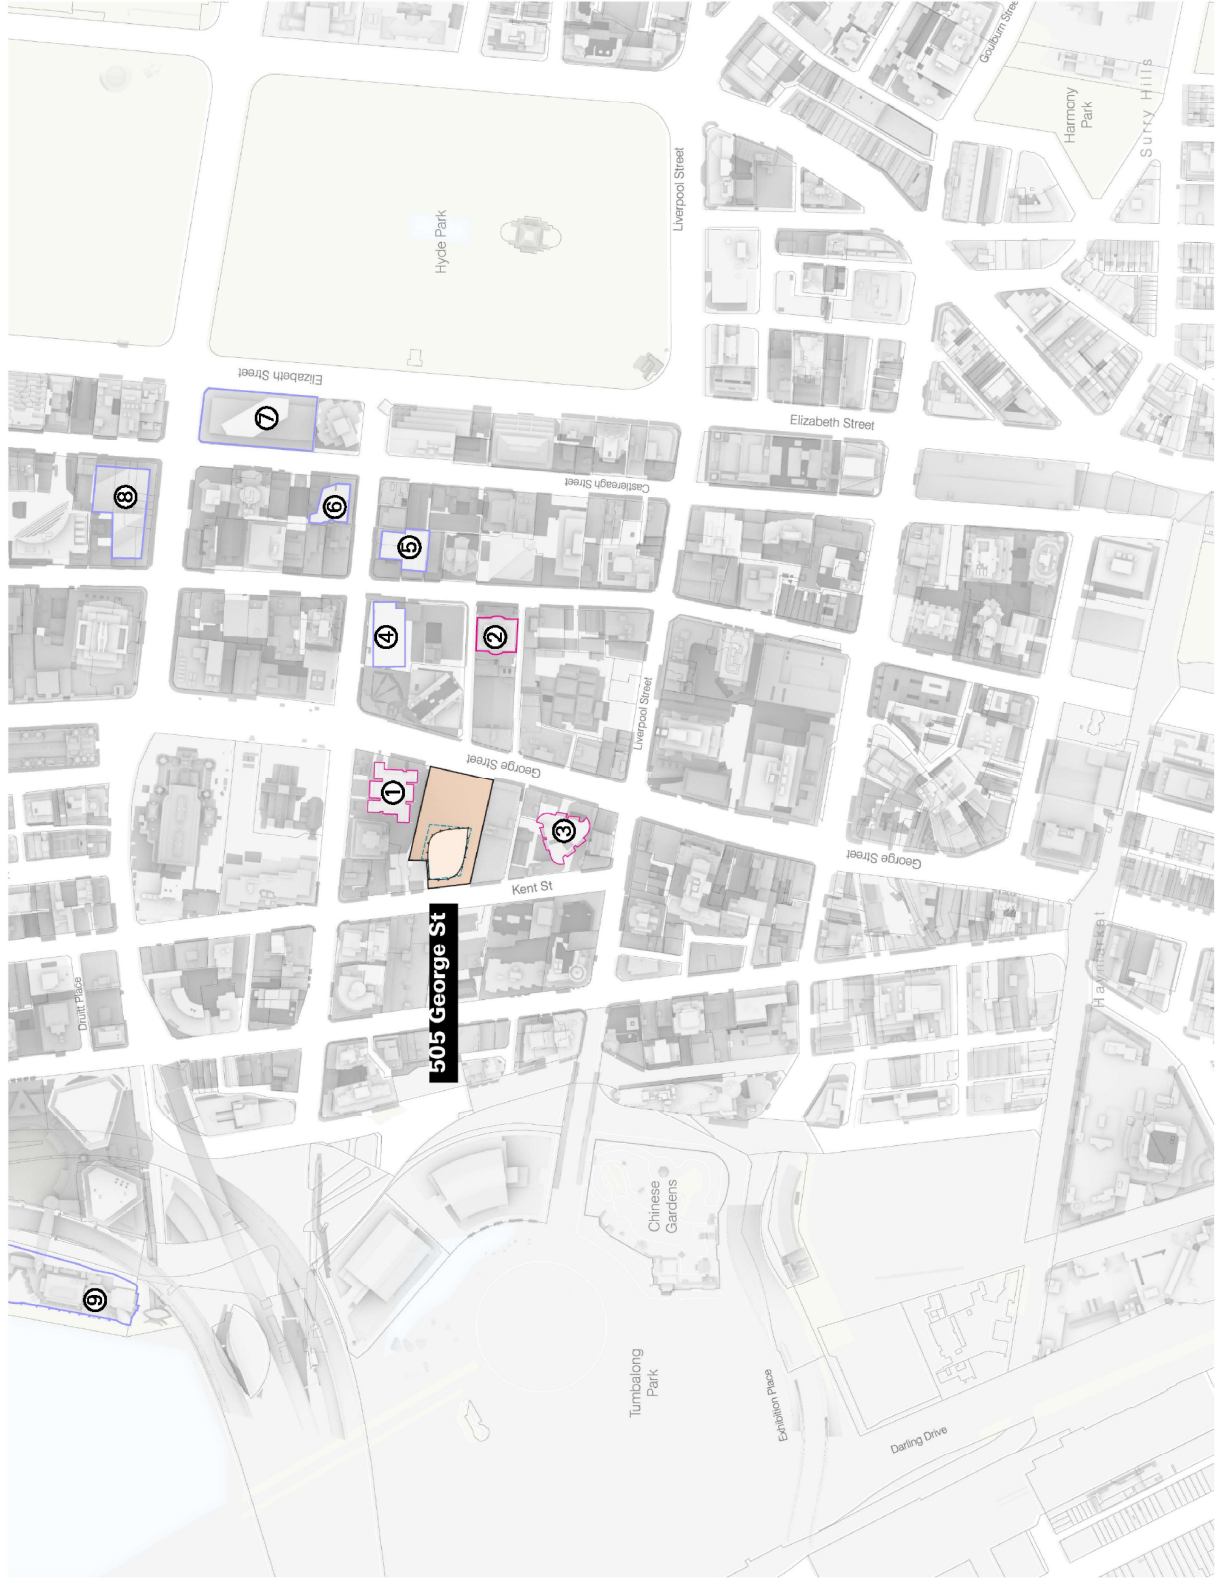 Goulburn Street
Harmony
Park
Surry Hills
Liverpool Street
Hyde Park
Elizabeth Street
Elizabeth Street
Castlereagh Street
⑦
⑧
⑥
⑤
④
②
①
③
George Street
Liverpool Street
George Street
Kent St
505 George St
Druitt Place
Haymarket
Chinese
Gardens
⑨
Tumbalong
Park
Exhibition Place
Darling Drive